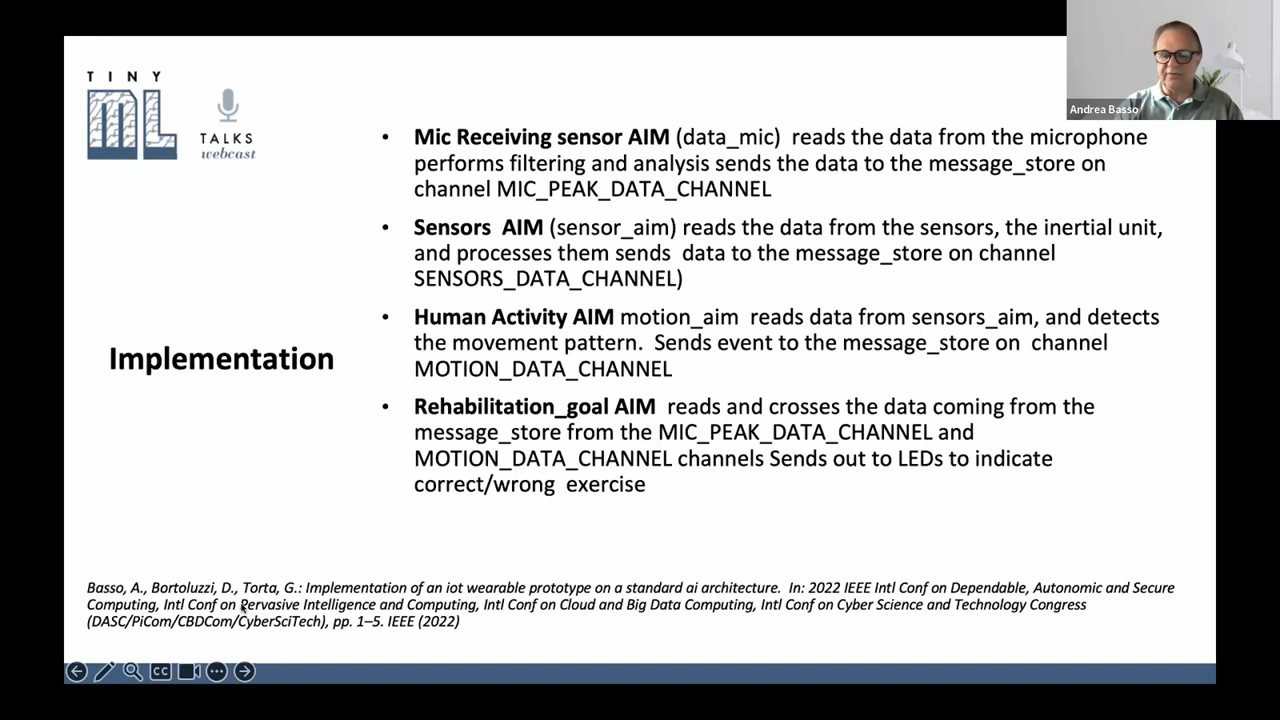 TINY
ML
TALKS
webcast
Andrea Basso
• Mic Receiving sensor AIM (data_mic) reads the data from the microphone
performs filtering and analysis sends the data to the message_store on
channel MIC_PEAK_DATA_CHANNEL
• Sensors AIM (sensor_aim) reads the data from the sensors, the inertial unit,
and processes them sends data to the message_store on channel
SENSORS_DATA_CHANNEL)
• Human Activity AIM motion_aim reads data from sensors_aim, and detects
the movement pattern. Sends event to the message_store on channel
MOTION_DATA_CHANNEL
Implementation
• Rehabilitation_goal AIM reads and crosses the data coming from the
message_store from the MIC_PEAK_DATA_CHANNEL and
MOTION_DATA_CHANNEL channels Sends out to LEDs to indicate
correct/wrong exercise
Basso, A., Bortoluzzi, D., Torta, G.: Implementation of an iot wearable prototype on a standard ai architecture. In: 2022 IEEE Intl Conf on Dependable, Autonomic and Secure
Computing, Intl Conf on Pervasive Intelligence and Computing, Intl Conf on Cloud and Big Data Computing, Intl Conf on Cyber Science and Technology Congress
(DASC/PiCom/CBDCom/CyberSciTech), pp. 1–5. IEEE (2022)
CC